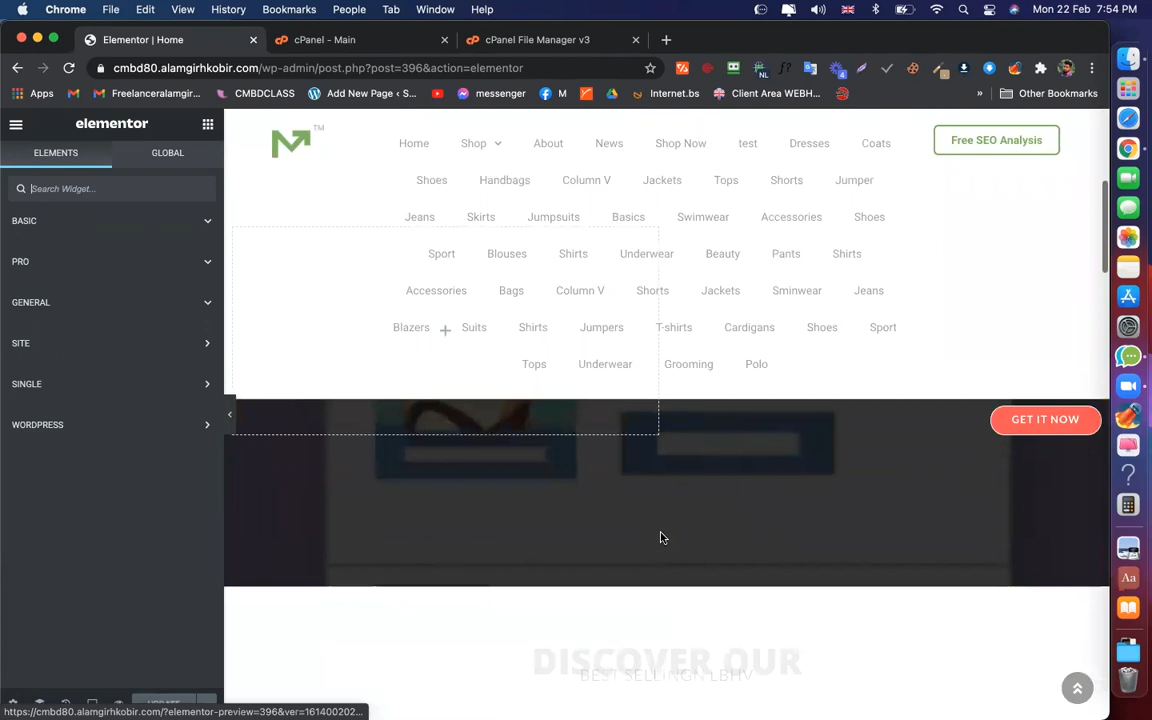 Chrome File Edit View History Bookmarks People Tab Window Help Mon 22 Feb 7:54 PM
Elementor | Home cPanel - Main cPanel File Manager v3
cmbd80.alamgirhkobir.com/wp-admin/post.php?post=396&action=elementor
Apps Freelanceralamgir... CMBDCLASS Add New Page ‹ S... messenger M Internet.bs Client Area WEBH... » Other Bookmarks
elementor
ELEMENTS GLOBAL
Search Widget...
BASIC
PRO
GENERAL
SITE
SINGLE
WORDPRESS
TM
Home Shop About News Shop Now test Dresses Coats
Free SEO Analysis
Shoes Handbags Column V Jackets Tops Shorts Jumper
Jeans Skirts Jumpsuits Basics Swimwear Accessories Shoes
Sport Blouses Shirts Underwear Beauty Pants Shirts
Accessories Bags Column V Shorts Jackets Sminwear Jeans
Blazers Suits Shirts Jumpers T-shirts Cardigans Shoes Sport
Tops Underwear Grooming Polo
GET IT NOW
DISCOVER OUR
BEST SELLINGN LBHV
UPDATE
https://cmbd80.alamgirhkobir.com/?elementor-preview=396&ver=161400202...